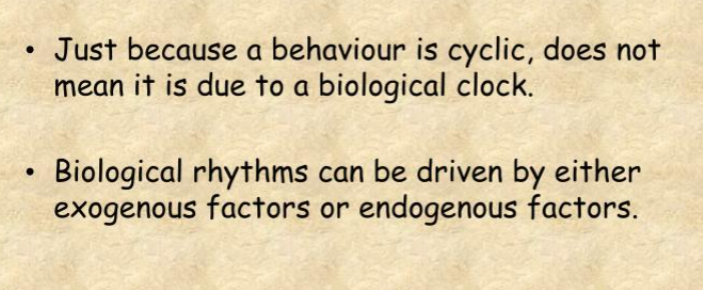 • Just because a behaviour is cyclic, does not
mean it is due to a biological clock.
• Biological rhythms can be driven by either
exogenous factors or endogenous factors.